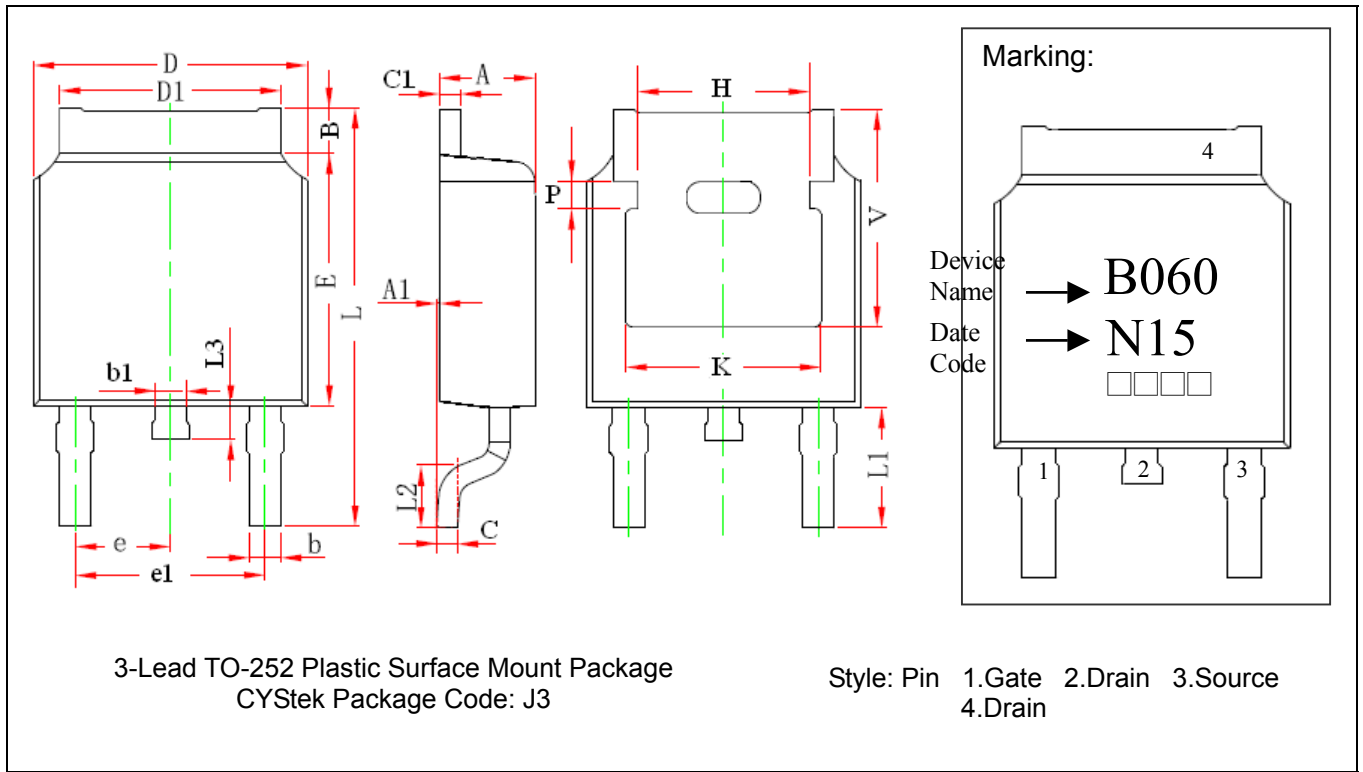 D
D1
B
E
L
L3
b1
e
e1
b
C1
A
A1
L2
C
H
P
V
K
L1
Marking:
4
Device
Name
B060
Date
Code
N15
□□□□
1
2
3
3-Lead TO-252 Plastic Surface Mount Package
CYStek Package Code: J3
Style: Pin 1.Gate 2.Drain 3.Source
4.Drain